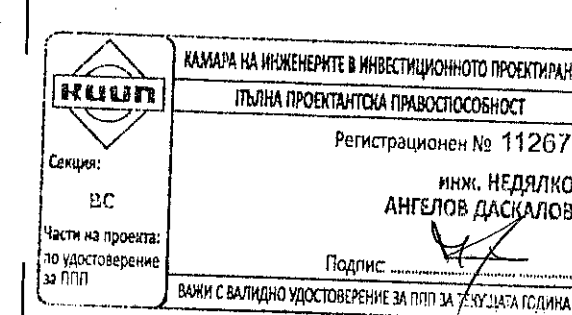 КАМАРА НА ИНЖЕНЕРИТЕ В ИНВЕСТИЦИОННОТО ПРОЕКТИРАН
КИИП
ПЪЛНА ПРОЕКТАНТСКА ПРАВОСПОСОБНОСТ
Регистрационен № 11267
Секция:
ВС
инж. НЕДЯЛКО
АНГЕЛОВ ДАСКАЛОВ
Части на проекта:
по удостоверение
за ППП
Подпис
ВАЖИ С ВАЛИДНО УДОСТОВЕРЕНИЕ ЗА ППП ЗА ТЕКУЩАТА ГОДИНА